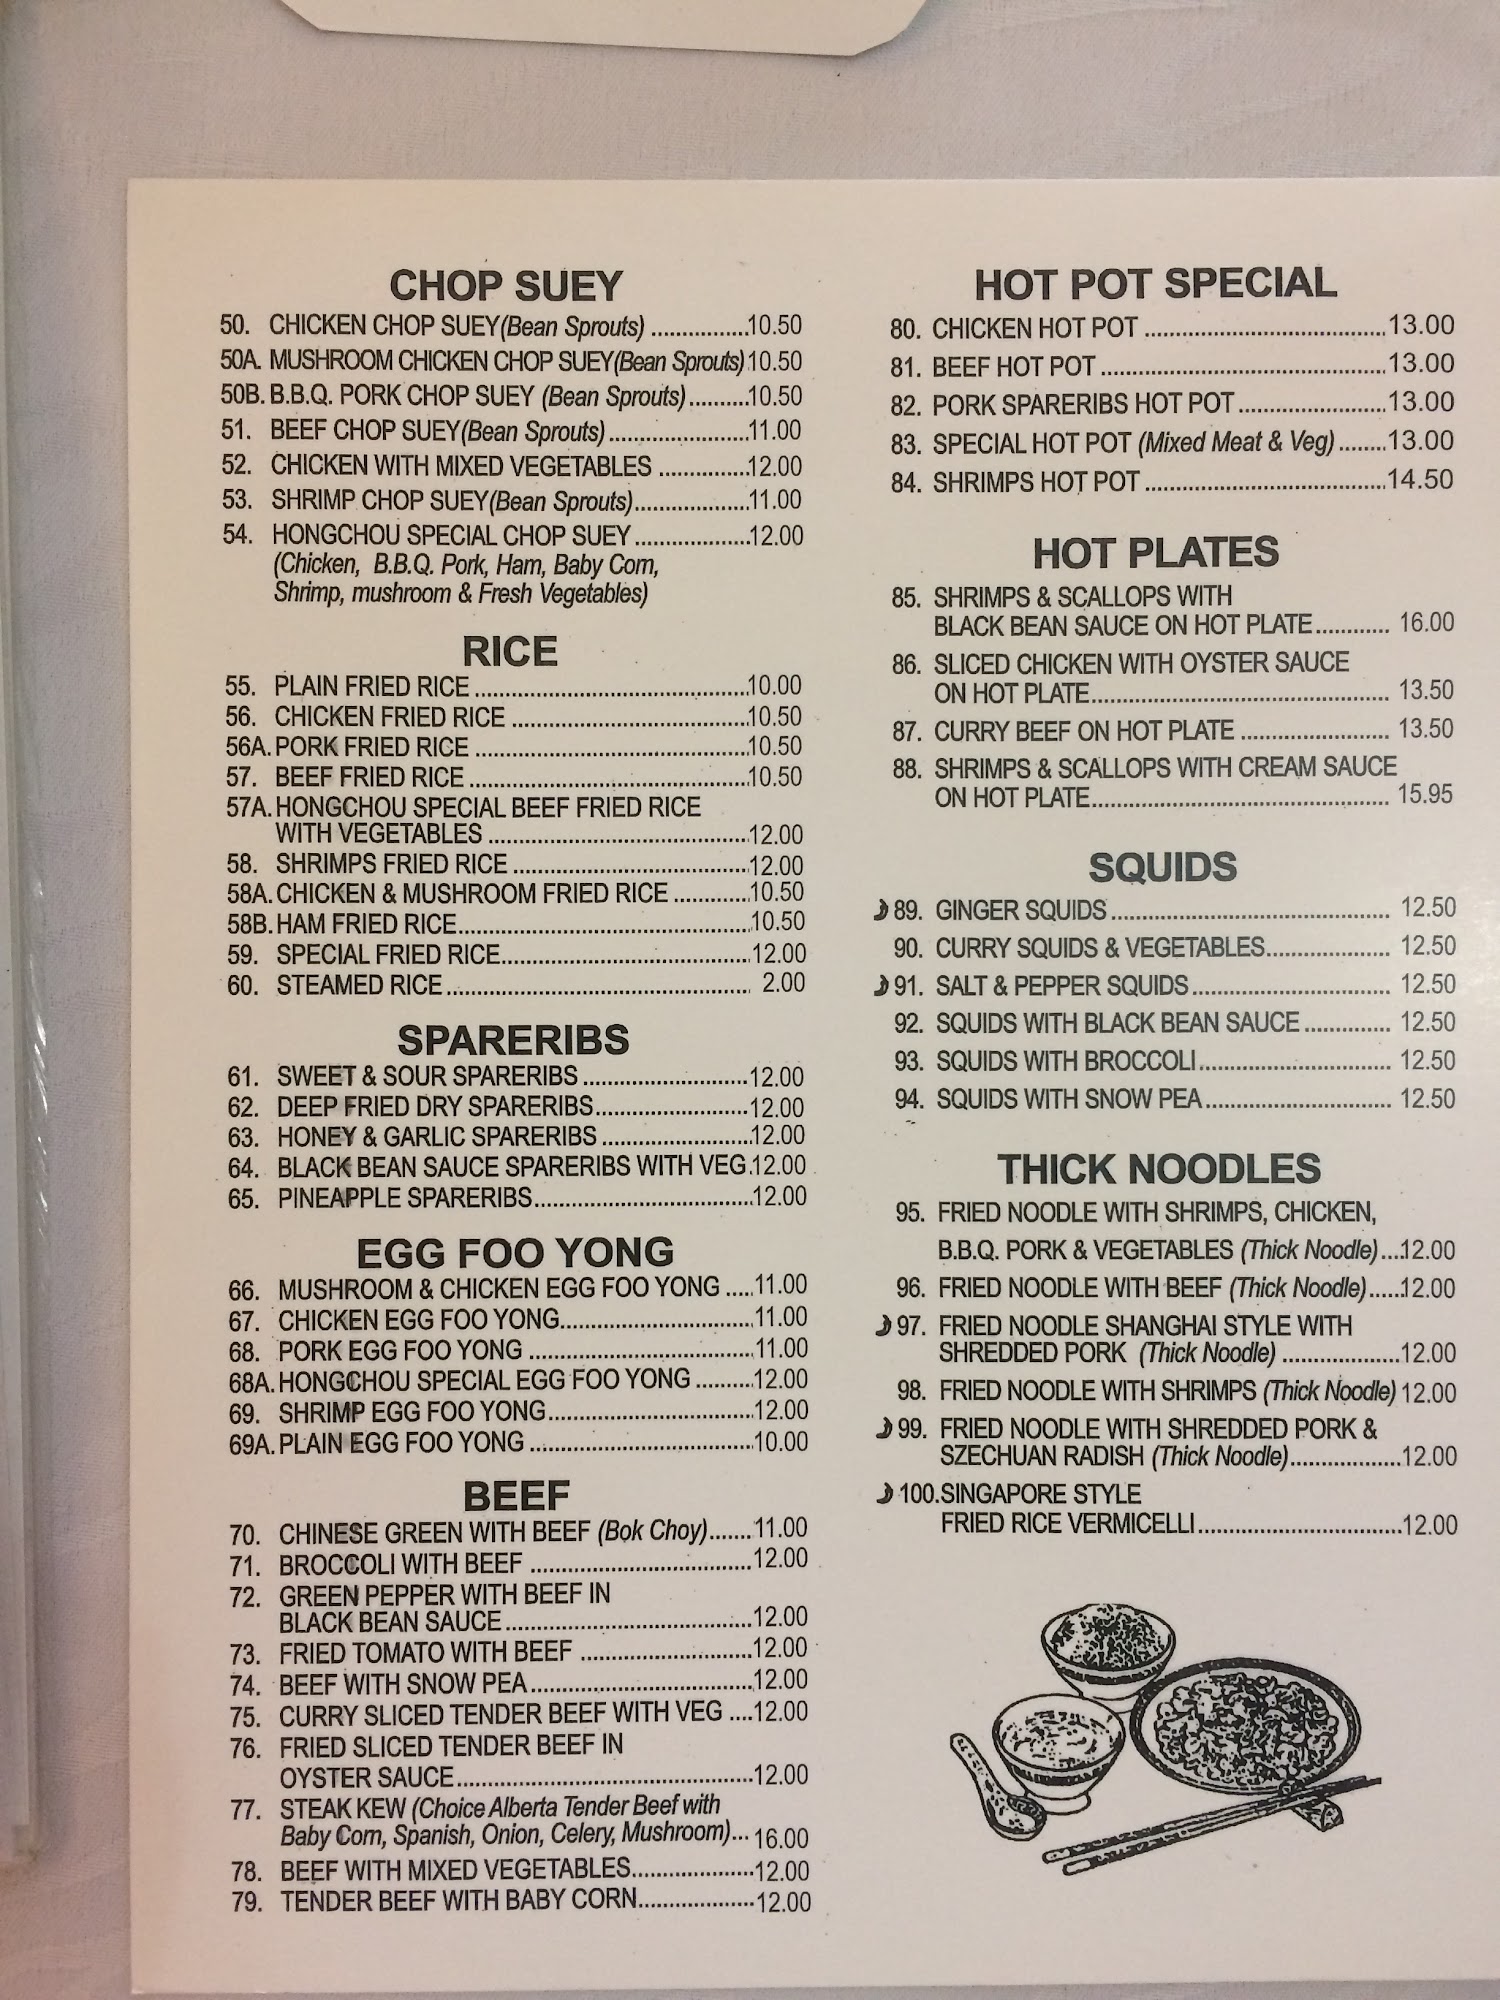 CHOP SUEY
50. CHICKEN CHOP SUEY(Bean Sprouts) ................10.50
50A. MUSHROOM CHICKEN CHOP SUEY(Bean Sprouts) 10.50
50B. B.B.Q. PORK CHOP SUEY (Bean Sprouts)..........10.50
51. BEEF CHOP SUEY(Bean Sprouts).......................11.00
52. CHICKEN WITH MIXED VEGETABLES ...............12.00
53. SHRIMP CHOP SUEY(Bean Sprouts)...................11.00
54. HONGCHOU SPECIAL CHOP SUEY...................12.00
(Chicken, B.B.Q. Pork, Ham, Baby Corn,
Shrimp, mushroom & Fresh Vegetables)
RICE
55. PLAIN FRIED RICE .............................................10.00
56. CHICKEN FRIED RICE .......................................10.50
56A. PORK FRIED RICE .............................................10.50
57. BEEF FRIED RICE ..............................................10.50
57A. HONGCHOU SPECIAL BEEF FRIED RICE
WITH VEGETABLES ...........................................12.00
58. SHRIMPS FRIED RICE .......................................12.00
58A. CHICKEN & MUSHROOM FRIED RICE ............10.50
58B. HAM FRIED RICE................................................10.50
59. SPECIAL FRIED RICE.........................................12.00
60. STEAMED RICE.................................................. 2.00
SPARERIBS
61. SWEET & SOUR SPARERIBS ...........................12.00
62. DEEP FRIED DRY SPARERIBS.........................12.00
63. HONEY & GARLIC SPARERIBS ........................12.00
64. BLACK BEAN SAUCE SPARERIBS WITH VEG.12.00
65. PINEAPPLE SPARERIBS....................................12.00
EGG FOO YONG
66. MUSHROOM & CHICKEN EGG FOO YONG .....11.00
67. CHICKEN EGG FOO YONG................................11.00
68. PORK EGG FOO YONG .....................................11.00
68A. HONGCHOU SPECIAL EGG FOO YONG .........12.00
69. SHRIMP EGG FOO YONG..................................12.00
69A. PLAIN EGG FOO YONG .....................................10.00
BEEF
70. CHINESE GREEN WITH BEEF (Bok Choy).......11.00
71. BROCCOLI WITH BEEF .....................................12.00
72. GREEN PEPPER WITH BEEF IN
BLACK BEAN SAUCE.........................................12.00
73. FRIED TOMATO WITH BEEF ............................12.00
74. BEEF WITH SNOW PEA.....................................12.00
75. CURRY SLICED TENDER BEEF WITH VEG ....12.00
76. FRIED SLICED TENDER BEEF IN
OYSTER SAUCE.................................................12.00
77. STEAK KEW (Choice Alberta Tender Beef with
Baby Corn, Spanish, Onion, Celery, Mushroom)... 16.00
78. BEEF WITH MIXED VEGETABLES....................12.00
79. TENDER BEEF WITH BABY CORN...................12.00
HOT POT SPECIAL
80. CHICKEN HOT POT .......................................13.00
81. BEEF HOT POT ..............................................13.00
82. PORK SPARERIBS HOT POT........................13.00
83. SPECIAL HOT POT (Mixed Meat & Veg)........13.00
84. SHRIMPS HOT POT .......................................14.50
HOT PLATES
85. SHRIMPS & SCALLOPS WITH
BLACK BEAN SAUCE ON HOT PLATE............ 16.00
86. SLICED CHICKEN WITH OYSTER SAUCE
ON HOT PLATE................................................ 13.50
87. CURRY BEEF ON HOT PLATE ........................ 13.50
88. SHRIMPS & SCALLOPS WITH CREAM SAUCE
ON HOT PLATE................................................ 15.95
SQUIDS
89. GINGER SQUIDS............................................. 12.50
90. CURRY SQUIDS & VEGETABLES.................... 12.50
91. SALT & PEPPER SQUIDS................................ 12.50
92. SQUIDS WITH BLACK BEAN SAUCE .............. 12.50
93. SQUIDS WITH BROCCOLI............................... 12.50
94. SQUIDS WITH SNOW PEA.............................. 12.50
THICK NOODLES
95. FRIED NOODLE WITH SHRIMPS, CHICKEN,
B.B.Q. PORK & VEGETABLES (Thick Noodle)....12.00
96. FRIED NOODLE WITH BEEF (Thick Noodle)......12.00
97. FRIED NOODLE SHANGHAI STYLE WITH
SHREDDED PORK (Thick Noodle) ...................12.00
98. FRIED NOODLE WITH SHRIMPS (Thick Noodle) 12.00
99. FRIED NOODLE WITH SHREDDED PORK &
SZECHUAN RADISH (Thick Noodle)..................12.00
100. SINGAPORE STYLE
FRIED RICE VERMICELLI.................................12.00